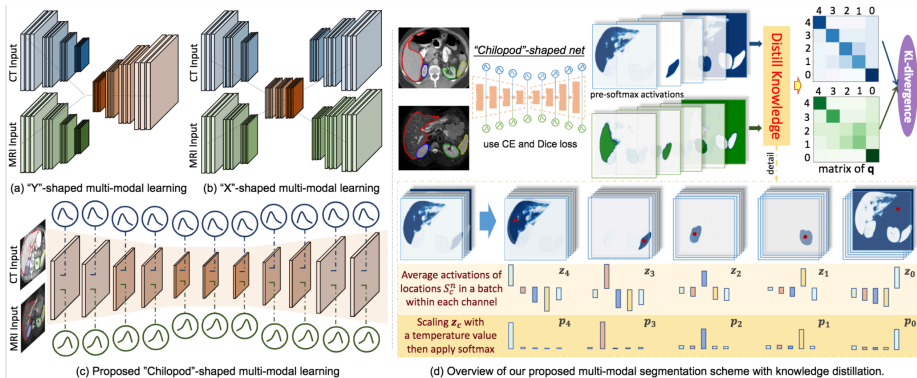 CT Input
MRI Input
(a) "Y"-shaped multi-modal learning
(b) "X"-shaped multi-modal learning
CT Input
MRI Input
(c) Proposed "Chilopod"-shaped multi-modal learning
"Chilopod"-shaped net
use CE and Dice loss
pre-softmax activations
Distill Knowledge
detail
4 3 2 1 0
4
3
2
1
0
4 3 2 1 0
4
3
2
1
0
matrix of q
KL-divergence
Average activations of
locations S_c^n in a batch
within each channel
z4 z3 z2 z1 z0
Scaling z_c with
a temperature value
then apply softmax
p4 p3 p2 p1 p0
(d) Overview of our proposed multi-modal segmentation scheme with knowledge distillation.